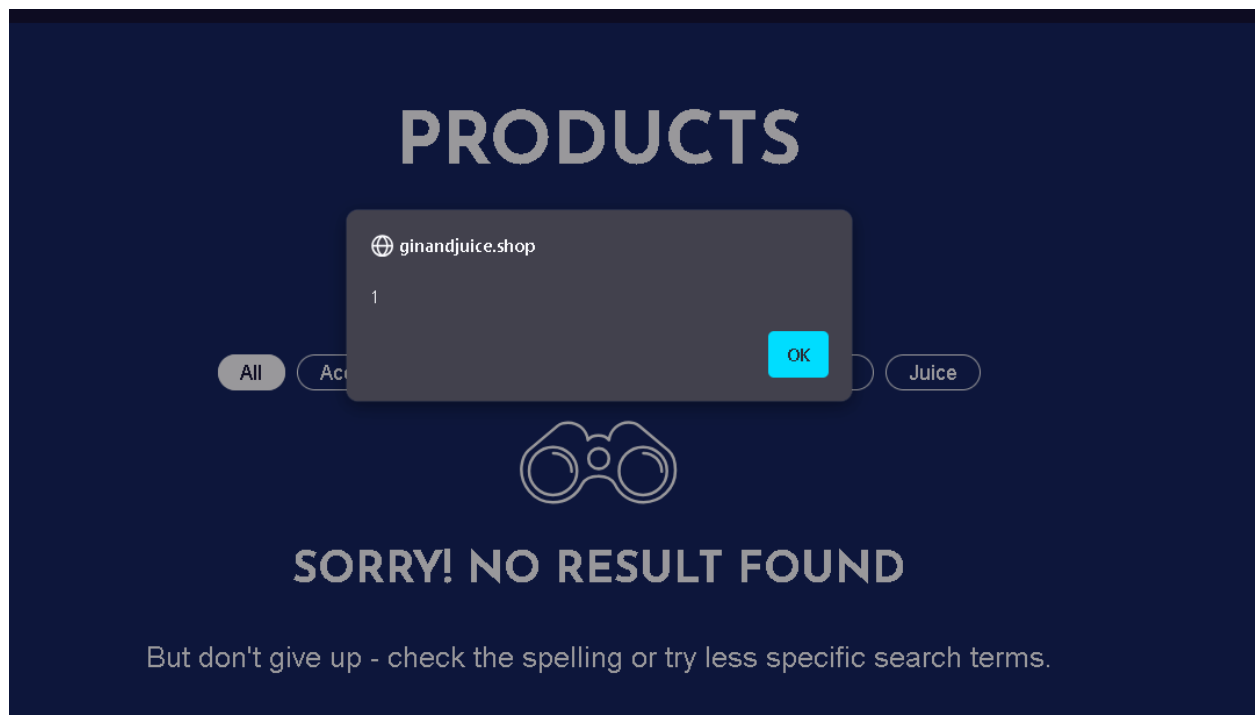 PRODUCTS
ginandjuice.shop
1
OK
All
Juice
SORRY! NO RESULT FOUND
But don't give up - check the spelling or try less specific search terms.